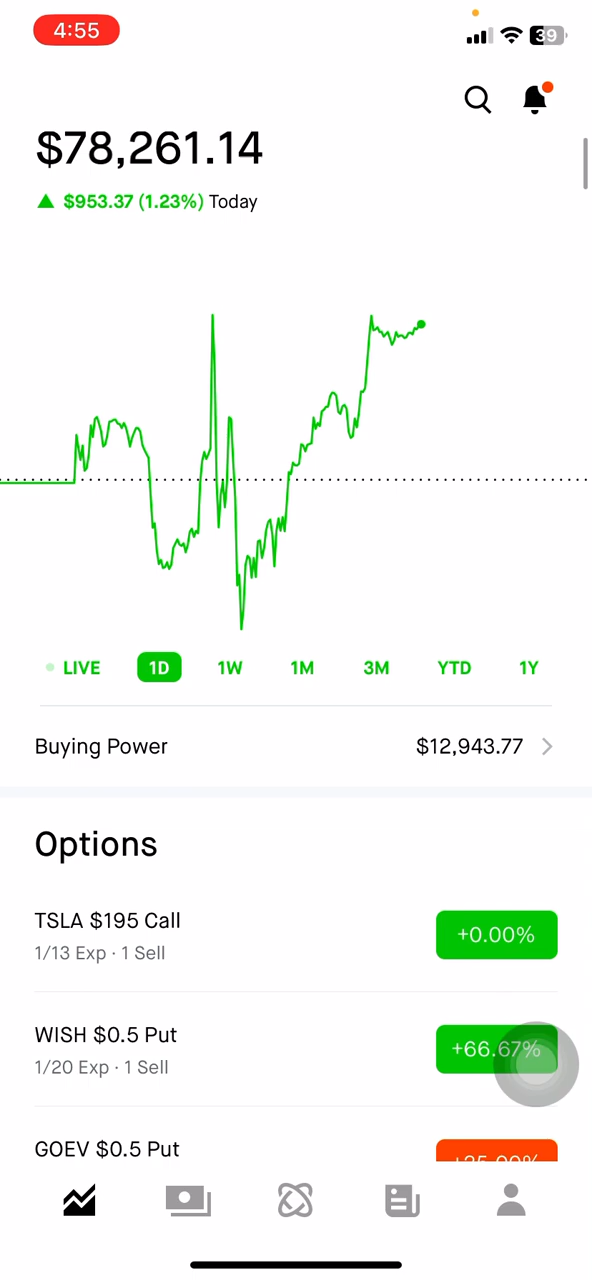 4:55
39
$78,261.14
▲ $953.37 (1.23%) Today
LIVE 1D 1W 1M 3M YTD 1Y
Buying Power $12,943.77
Options
TSLA $195 Call
1/13 Exp · 1 Sell
+0.00%
WISH $0.5 Put
1/20 Exp · 1 Sell
+66.67%
GOEV $0.5 Put